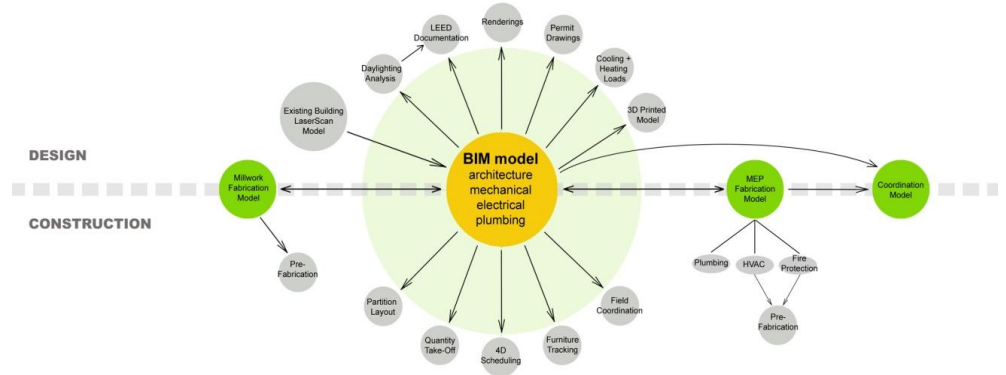 LEED
Documentation
Renderings
Permit
Drawings
Daylighting
Analysis
Cooling +
Heating
Loads
Existing Building
LaserScan
Model
3D Printed
Model
DESIGN
BIM model
architecture
mechanical
electrical
plumbing
Millwork
Fabrication
Model
MEP
Fabrication
Model
Coordination
Model
CONSTRUCTION
Pre-
Fabrication
Plumbing
HVAC
Fire
Protection
Partition
Layout
Field
Coordination
Pre-
Fabrication
Quantity
Take-Off
4D
Scheduling
Furniture
Tracking